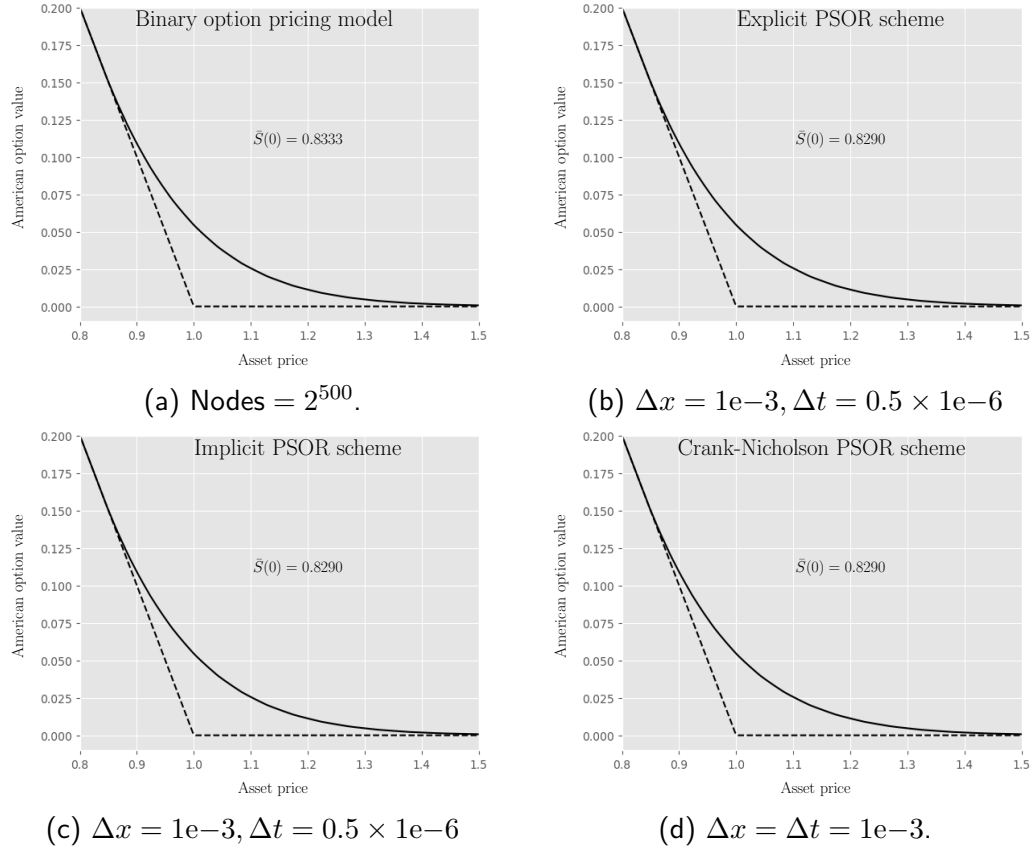 Binary option pricing model
American option value
0.200
0.175
0.150
0.125
0.100
0.075
0.050
0.025
0.000
S̄(0) = 0.8333
0.8 0.9 1.0 1.1 1.2 1.3 1.4 1.5
Asset price
(a) Nodes = 2^500.
Explicit PSOR scheme
American option value
0.200
0.175
0.150
0.125
0.100
0.075
0.050
0.025
0.000
S̄(0) = 0.8290
0.8 0.9 1.0 1.1 1.2 1.3 1.4 1.5
Asset price
(b) Δx = 1e−3, Δt = 0.5 × 1e−6
Implicit PSOR scheme
American option value
0.200
0.175
0.150
0.125
0.100
0.075
0.050
0.025
0.000
S̄(0) = 0.8290
0.8 0.9 1.0 1.1 1.2 1.3 1.4 1.5
Asset price
(c) Δx = 1e−3, Δt = 0.5 × 1e−6
Crank-Nicholson PSOR scheme
American option value
0.200
0.175
0.150
0.125
0.100
0.075
0.050
0.025
0.000
S̄(0) = 0.8290
0.8 0.9 1.0 1.1 1.2 1.3 1.4 1.5
Asset price
(d) Δx = Δt = 1e−3.